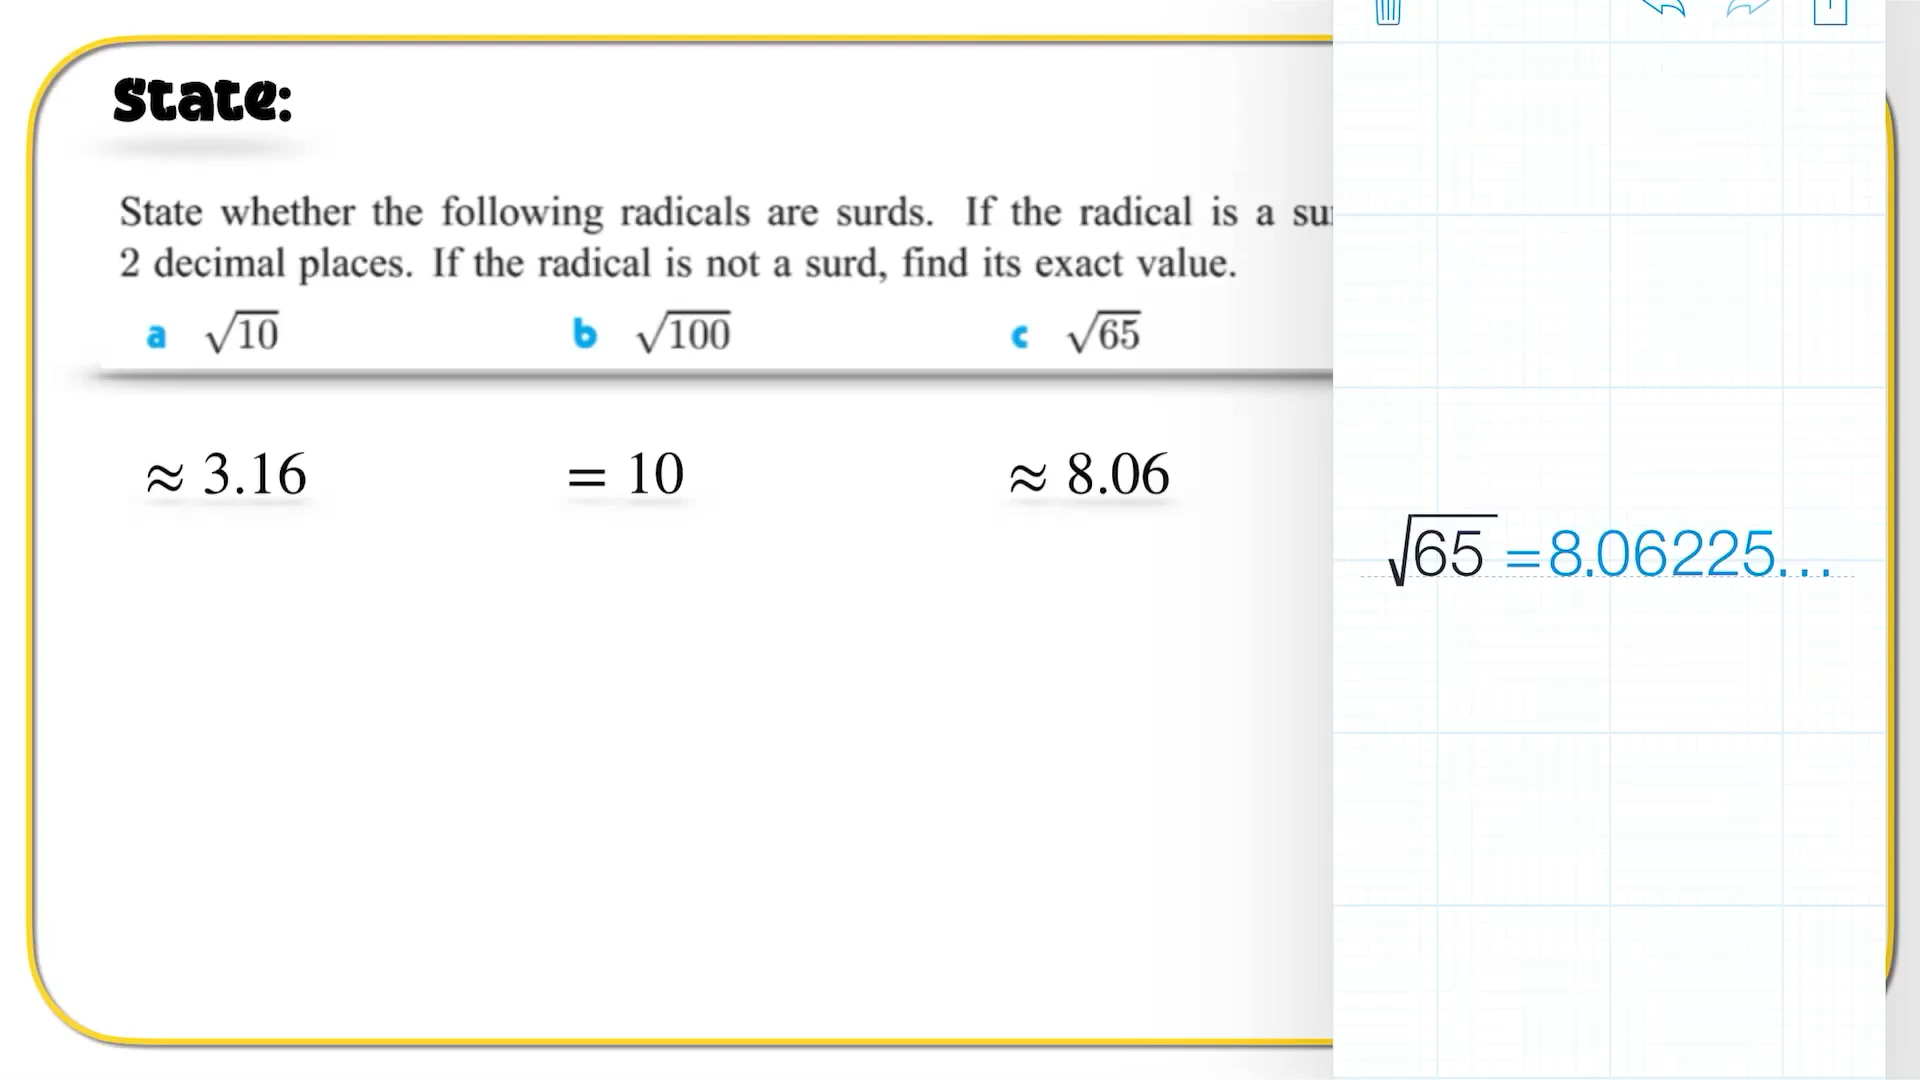 State:
State whether the following radicals are surds. If the radical is a
2 decimal places. If the radical is not a surd, find its exact value.
a √10 b √100 c √65
≈ 3.16 = 10 ≈ 8.06
√65 =8.06225...